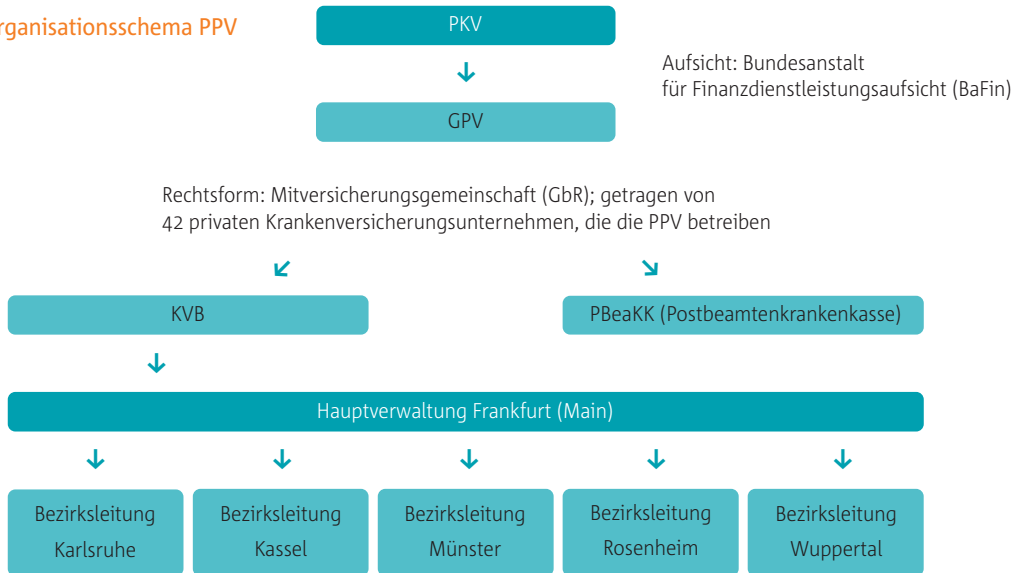 rganisationsschema PPV
PKV
Aufsicht: Bundesanstalt
für Finanzdienstleistungsaufsicht (BaFin)
GPV
Rechtsform: Mitversicherungsgemeinschaft (GbR); getragen von
42 privaten Krankenversicherungsunternehmen, die die PPV betreiben
KVB
PBeaKK (Postbeamtenkrankenkasse)
Hauptverwaltung Frankfurt (Main)
Bezirksleitung
Karlsruhe
Bezirksleitung
Kassel
Bezirksleitung
Münster
Bezirksleitung
Rosenheim
Bezirksleitung
Wuppertal